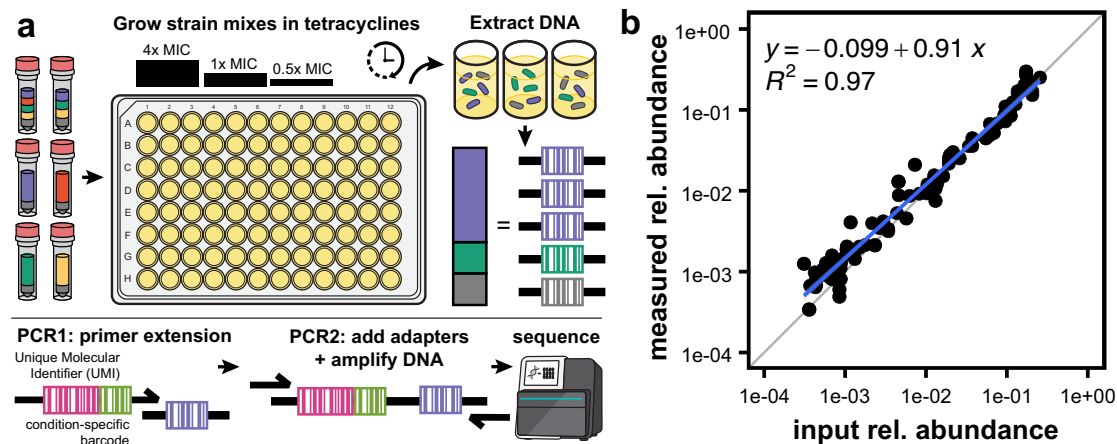 a
Grow strain mixes in tetracyclines
4x MIC
1x MIC
0.5x MIC
Extract DNA
1 2 3 4 5 6 7 8 9 10 11 12
A
B
C
D
E
F
G
H
=
PCR1: primer extension
Unique Molecular
Identifier (UMI)
condition-specific
barcode
PCR2: add adapters
+ amplify DNA
sequence
b
y = −0.099 + 0.91 x
R² = 0.97
measured rel. abundance
1e+00
1e-01
1e-02
1e-03
1e-04
1e-04 1e-03 1e-02 1e-01 1e+00
input rel. abundance